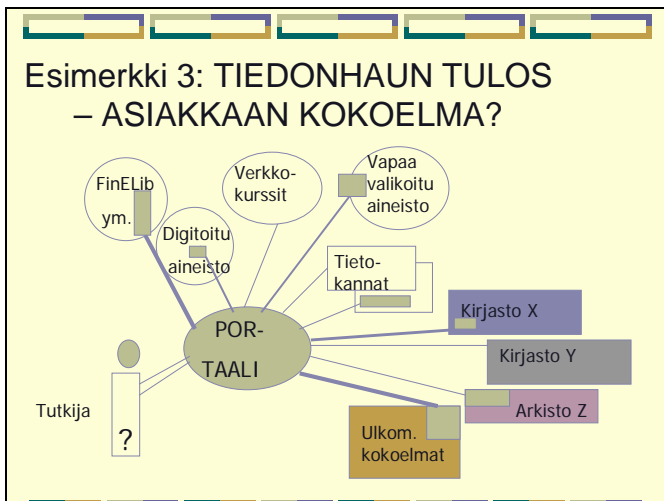 Esimerkki 3: TIEDONHAUN TULOS
– ASIAKKAAN KOKOELMA?
FinELib
ym.
Verkko-
kurssit
Vapaa
valikoitu
aineisto
Digitoitu
aineisto
Tieto-
kannat
POR-
TAALI
Kirjasto X
Kirjasto Y
Arkisto Z
Ulkom.
kokoelmat
Tutkija
?